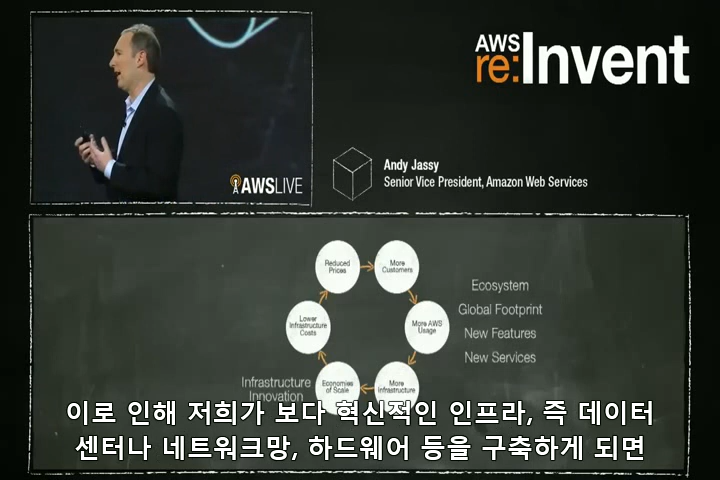 AWS
re:Invent
AWSLIVE
Andy Jassy
Senior Vice President, Amazon Web Services
Reduced
Prices
More
Customers
Ecosystem
Global Footprint
New Features
New Services
Lower
Infrastructure
Costs
More AWS
Usage
Infrastructure
Innovation
Economies
of Scale
More
Infrastructure
이로 인해 저희가 보다 혁신적인 인프라, 즉 데이터
센터나 네트워크망, 하드웨어 등을 구축하게 되면